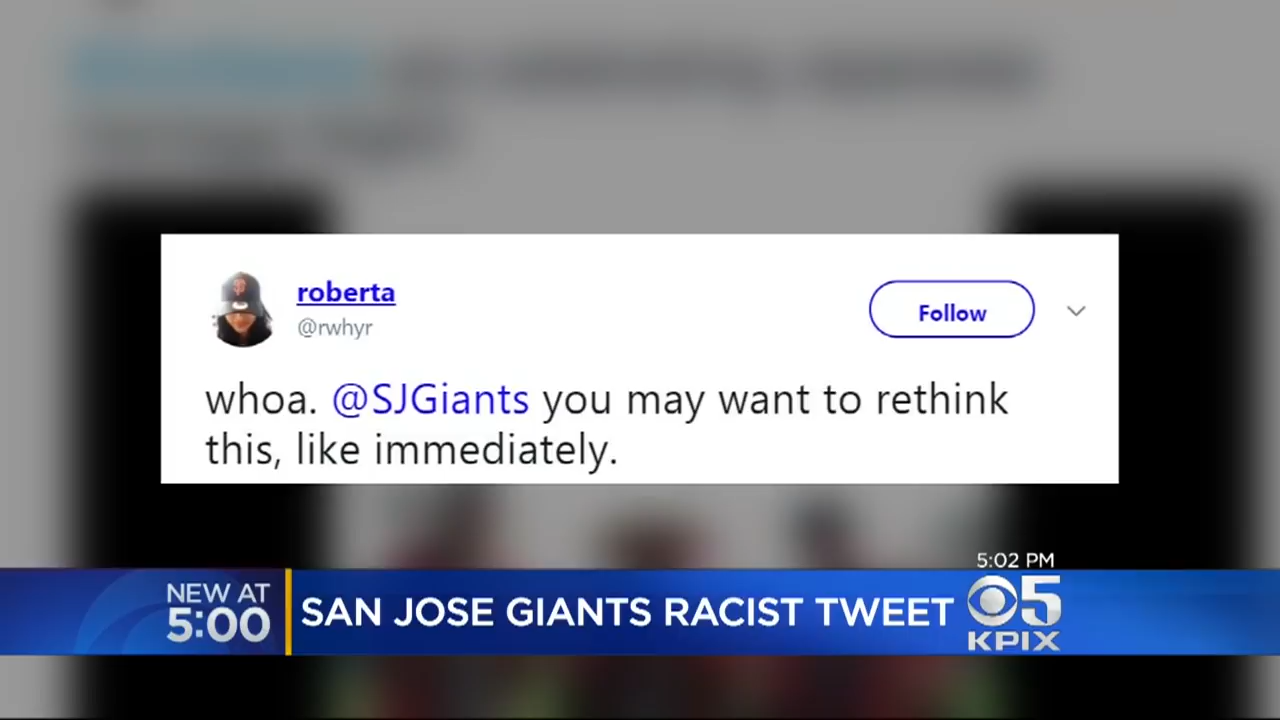 roberta
@rwhyr
Follow
whoa. @SJGiants you may want to rethink
this, like immediately.
5:02 PM
NEW AT
5:00
SAN JOSE GIANTS RACIST TWEET
5
KPIX